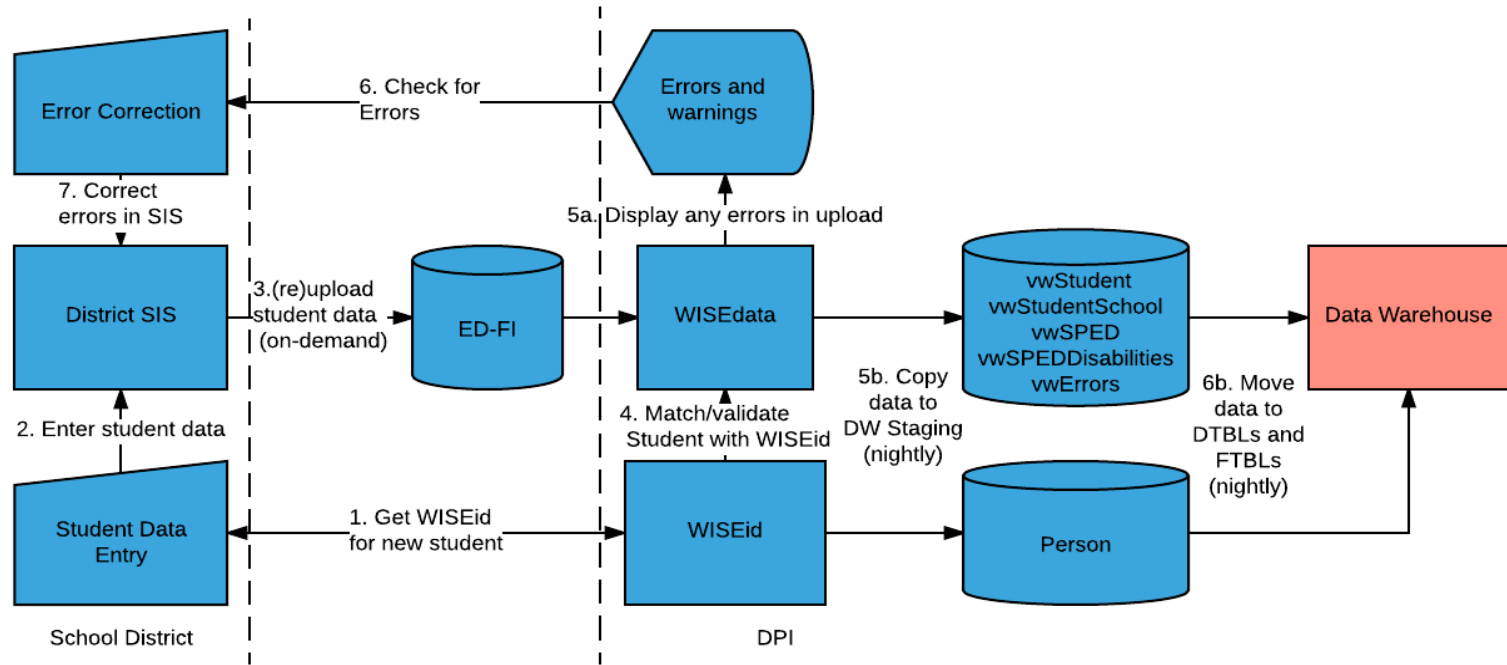 Error Correction
6. Check for
Errors
Errors and
warnings
7. Correct
errors in SIS
5a. Display any errors in upload
District SIS
3.(re)upload
student data
(on-demand)
ED-FI
WISEdata
vwStudent
vwStudentSchool
vwSPED
vwSPEDDisabilities
vwErrors
Data Warehouse
2. Enter student data
4. Match/validate
Student with WISEid
5b. Copy
data to
DW Staging
(nightly)
6b. Move
data to
DTBLs and
FTBLs
(nightly)
Student Data
Entry
1. Get WISEid
for new student
WISEid
Person
School District
DPI